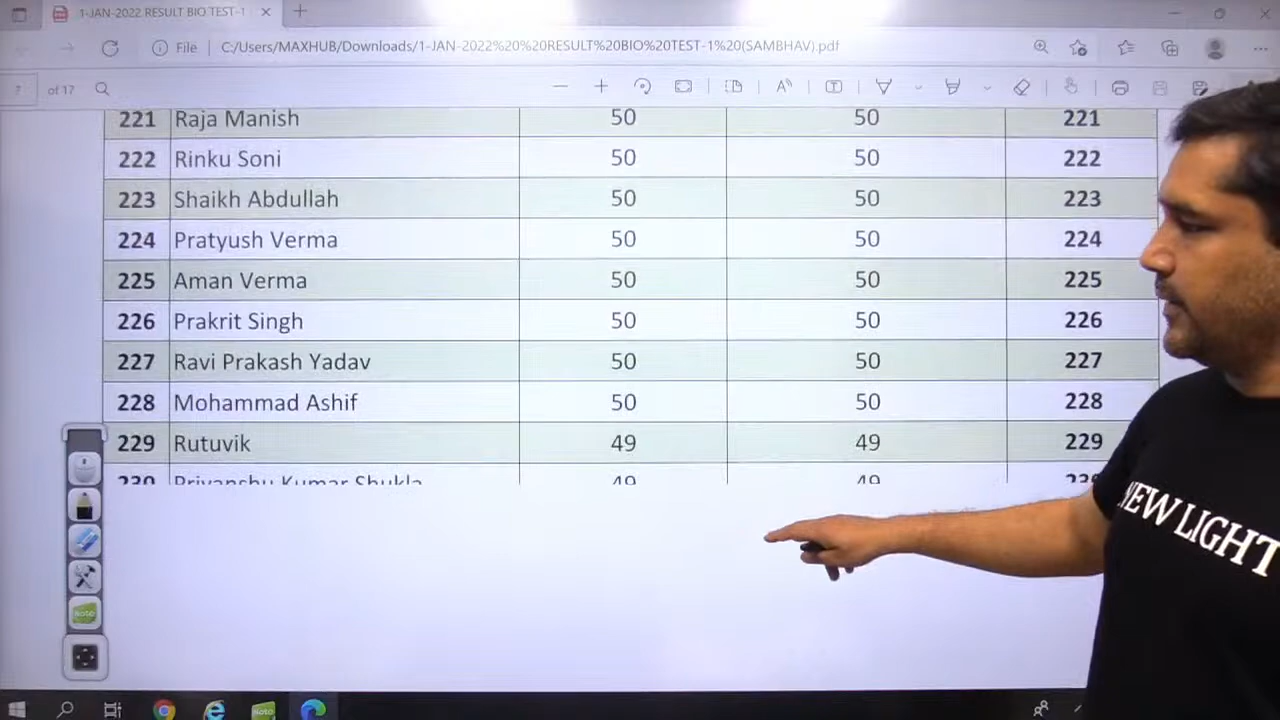 1-JAN-2022 RESULT BIO TEST-1
File C:/Users/MAXHUB/Downloads/1-JAN-2022%20%20RESULT%20BIO%20TEST-1%20(SAMBHAV).pdf
7 of 17
221 Raja Manish 50 50 221
222 Rinku Soni 50 50 222
223 Shaikh Abdullah 50 50 223
224 Pratyush Verma 50 50 224
225 Aman Verma 50 50 225
226 Prakrit Singh 50 50 226
227 Ravi Prakash Yadav 50 50 227
228 Mohammad Ashif 50 50 228
229 Rutuvik 49 49 229
230 Priyanshu Kumar Shukla 49 49 230
NEW LIGHT
Note
Note